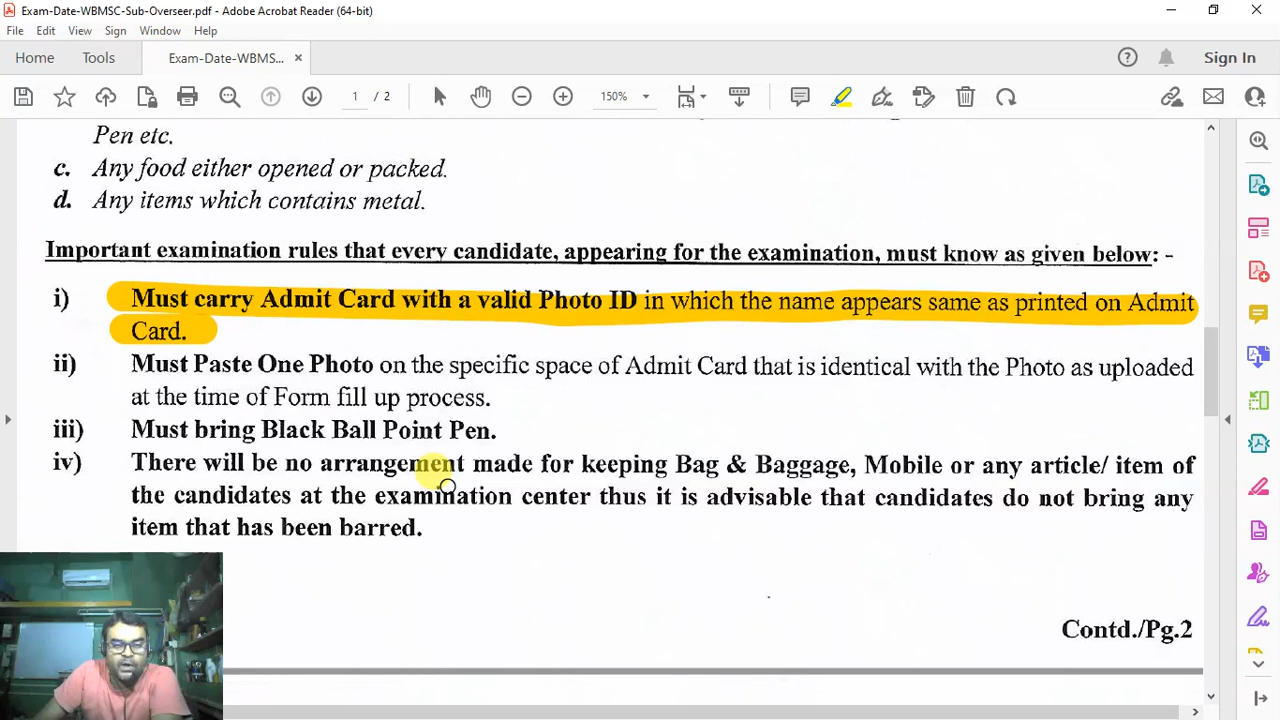 Exam-Date-WBMSC-Sub-Overseer.pdf - Adobe Acrobat Reader (64-bit)
File Edit View Sign Window Help
Home Tools Exam-Date-WBMS... × Sign In
1 / 2 150%
Pen etc.
c. Any food either opened or packed.
d. Any items which contains metal.
Important examination rules that every candidate, appearing for the examination, must know as given below: -
i) Must carry Admit Card with a valid Photo ID in which the name appears same as printed on Admit
Card.
ii) Must Paste One Photo on the specific space of Admit Card that is identical with the Photo as uploaded
at the time of Form fill up process.
iii) Must bring Black Ball Point Pen.
iv) There will be no arrangement made for keeping Bag & Baggage, Mobile or any article/ item of
the candidates at the examination center thus it is advisable that candidates do not bring any
item that has been barred.
Contd./Pg.2